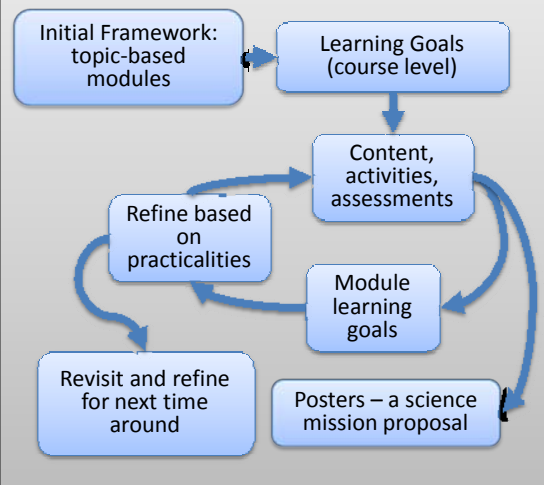 Initial Framework:
topic-based
modules
Learning Goals
(course level)
Content,
activities,
assessments
Refine based
on
practicalities
Module
learning
goals
Revisit and refine
for next time
around
Posters – a science
mission proposal